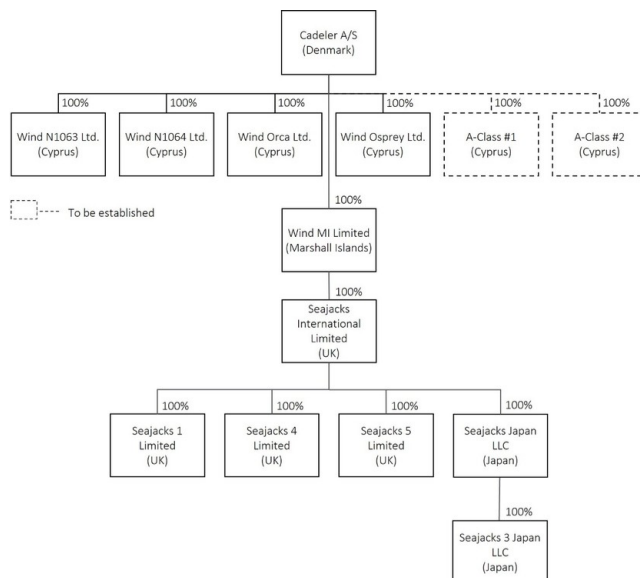 Cadeler A/S
(Denmark)
100%
100%
100%
100%
100%
100%
Wind N1063 Ltd.
(Cyprus)
Wind N1064 Ltd.
(Cyprus)
Wind Orca Ltd.
(Cyprus)
Wind Osprey Ltd.
(Cyprus)
A-Class #1
(Cyprus)
A-Class #2
(Cyprus)
To be established
100%
Wind MI Limited
(Marshall Islands)
100%
Seajacks
International
Limited
(UK)
100%
100%
100%
100%
Seajacks 1
Limited
(UK)
Seajacks 4
Limited
(UK)
Seajacks 5
Limited
(UK)
Seajacks Japan
LLC
(Japan)
100%
Seajacks 3 Japan
LLC
(Japan)